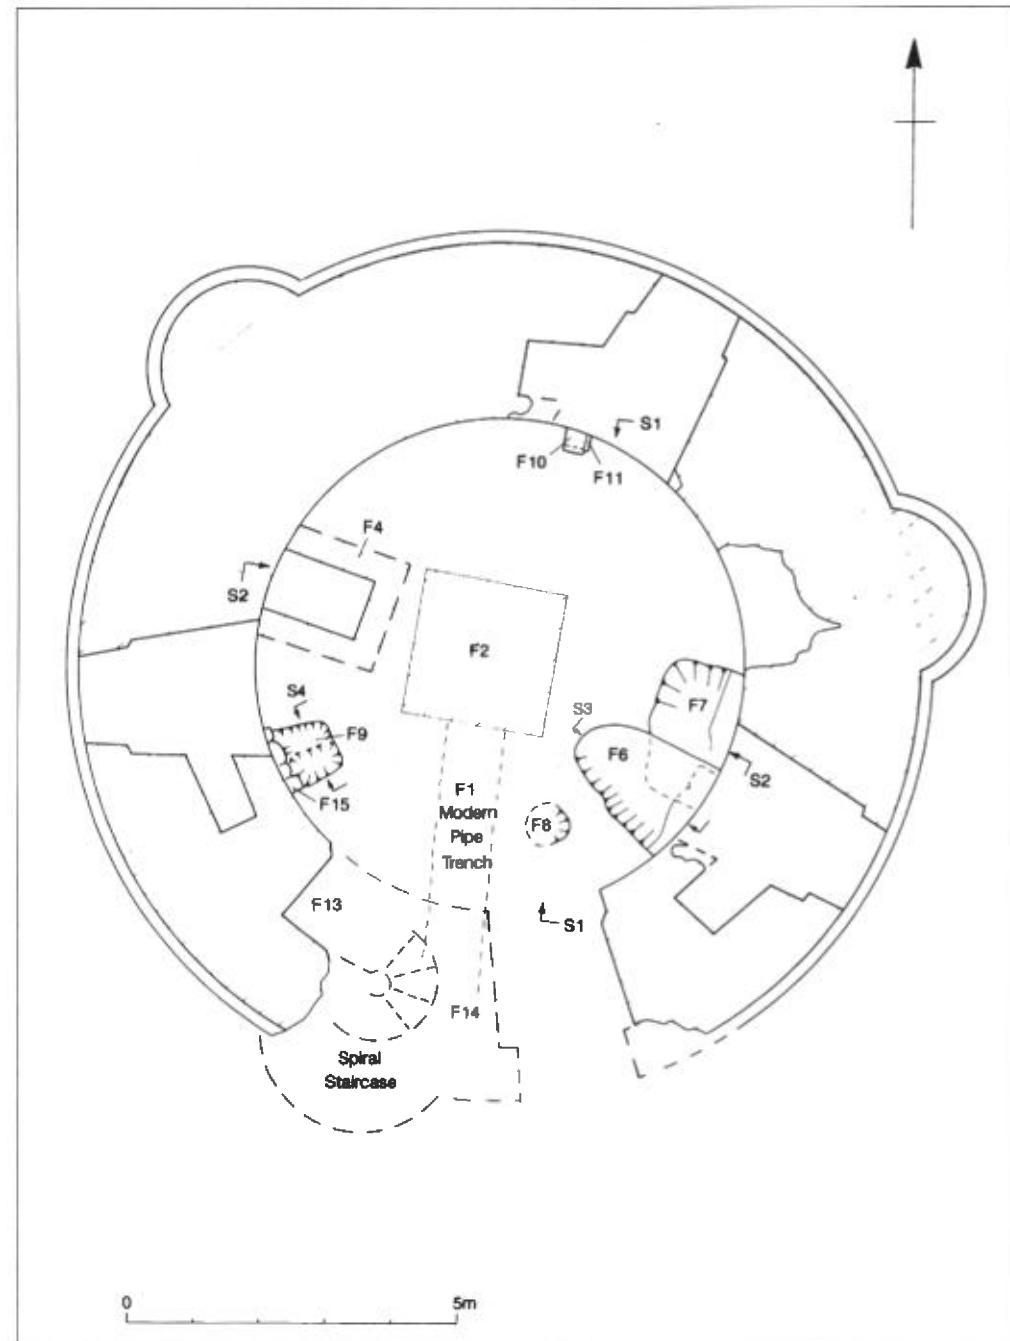 S1
F10
F11
F4
S2
F2
S4
S3
F7
F9
F6
S2
F1
Modern
Pipe
Trench
F15
F8
F13
S1
F14
Spiral
Staircase
0
5m